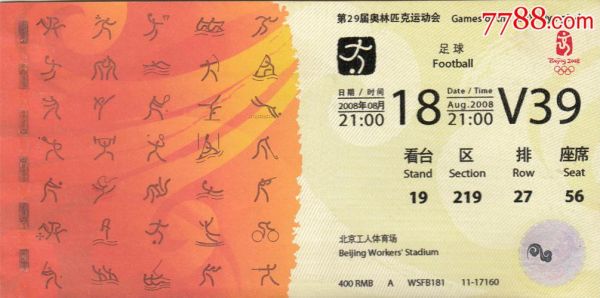 7788.com
第29届奥林匹克运动会 Games of
Beijing 2008
足球
Football
日期 / 时间 Date / Time
2008年08月 18 Aug.2008 V39
21:00 21:00
看台 区 排 座席
Stand Section Row Seat
19 219 27 56
北京工人体育场
Beijing Workers' Stadium
400 RMB A WSFB181 11-17160